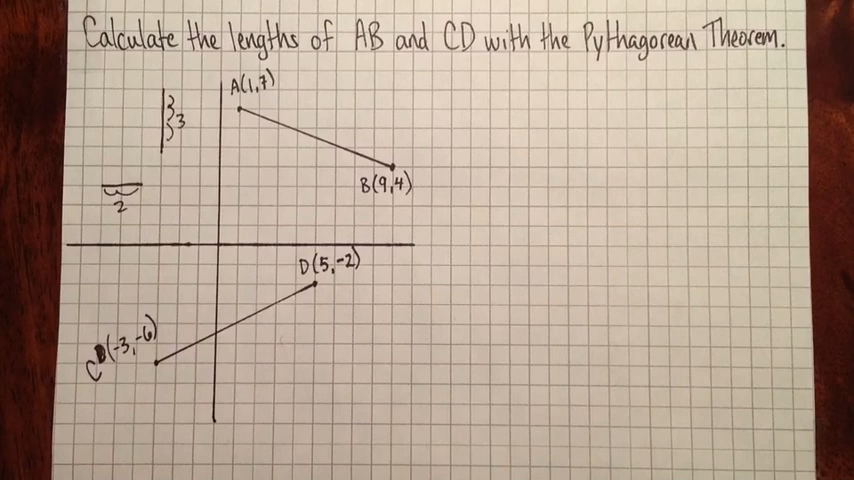 Calculate the lengths of AB and CD with the Pythagorean Theorem.
A(1,7)
3
B(9,4)
2
D(5,-2)
C(-3,-6)